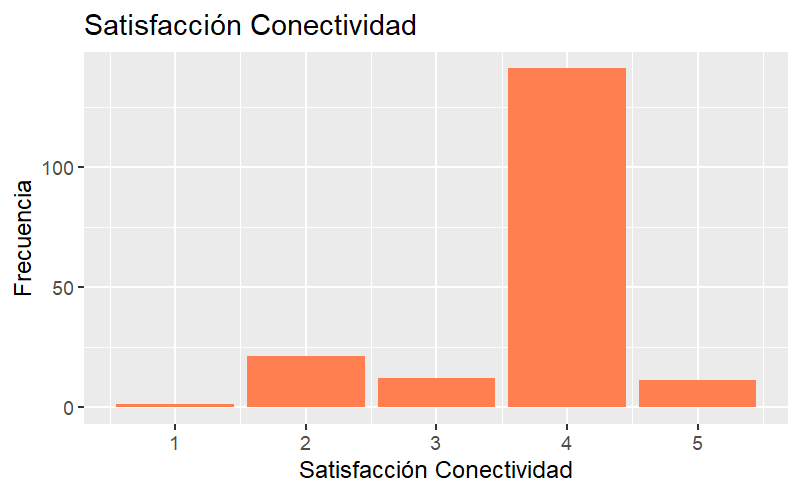 Satisfacción Conectividad
Frecuencia
100
50
0
1 2 3 4 5
Satisfacción Conectividad